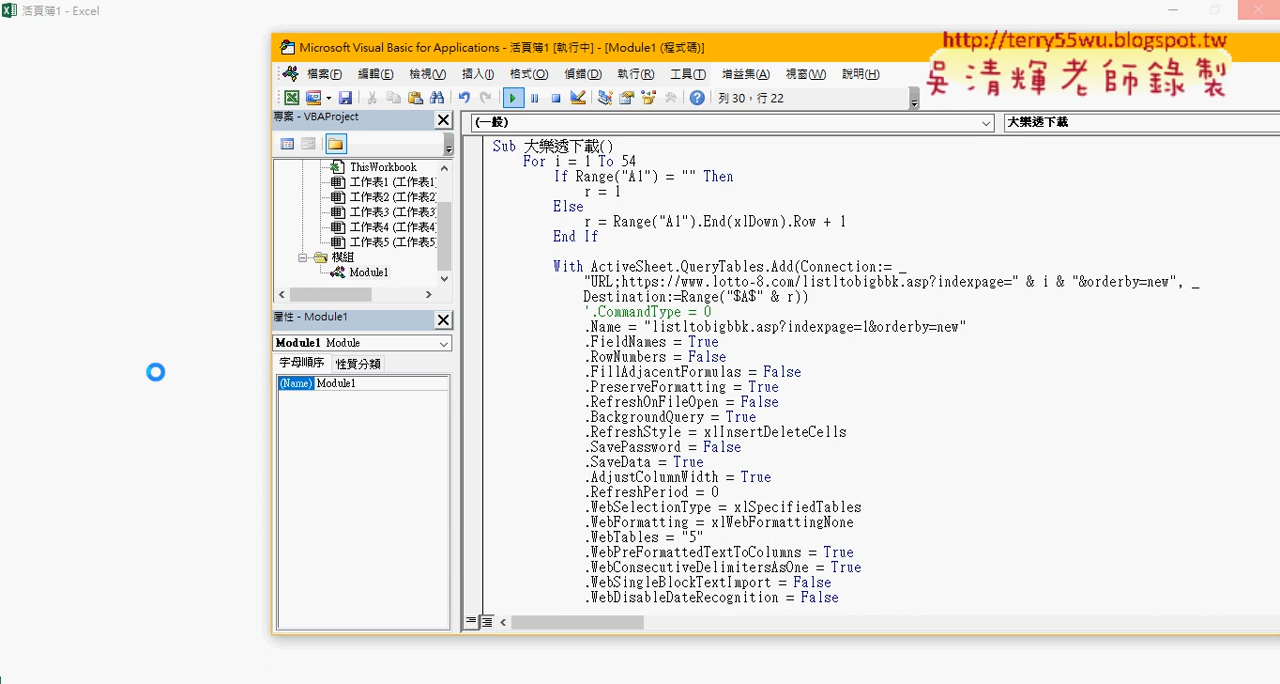 活頁簿1 - Excel
Microsoft Visual Basic for Applications - 活頁簿1 [執行中] - [Module1 (程式碼)]
http://terry55wu.blogspot.tw
吳清輝老師錄製
檔案(F) 編輯(E) 檢視(V) 插入(I) 格式(O) 偵錯(D) 執行(R) 工具(T) 增益集(A) 視窗(W) 說明(H)
列 30，行 22
專案 - VBAProject
(一般)
大樂透下載
ThisWorkbook
工作表1 (工作表1)
工作表2 (工作表2)
工作表3 (工作表3)
工作表4 (工作表4)
工作表5 (工作表5)
模組
Module1
屬性 - Module1
Module1 Module
字母順序 性質分類
(Name) Module1
Sub 大樂透下載()
For i = 1 To 54
If Range("A1") = "" Then
r = 1
Else
r = Range("A1").End(xlDown).Row + 1
End If
With ActiveSheet.QueryTables.Add(Connection:= _
"URL;https://www.lotto-8.com/listltobigbbk.asp?indexpage=" & i & "&orderby=new", _
Destination:=Range("$A$" & r))
'.CommandType = 0
.Name = "listltobigbbk.asp?indexpage=1&orderby=new"
.FieldNames = True
.RowNumbers = False
.FillAdjacentFormulas = False
.PreserveFormatting = True
.RefreshOnFileOpen = False
.BackgroundQuery = True
.RefreshStyle = xlInsertDeleteCells
.SavePassword = False
.SaveData = True
.AdjustColumnWidth = True
.RefreshPeriod = 0
.WebSelectionType = xlSpecifiedTables
.WebFormatting = xlWebFormattingNone
.WebTables = "5"
.WebPreFormattedTextToColumns = True
.WebConsecutiveDelimitersAsOne = True
.WebSingleBlockTextImport = False
.WebDisableDateRecognition = False